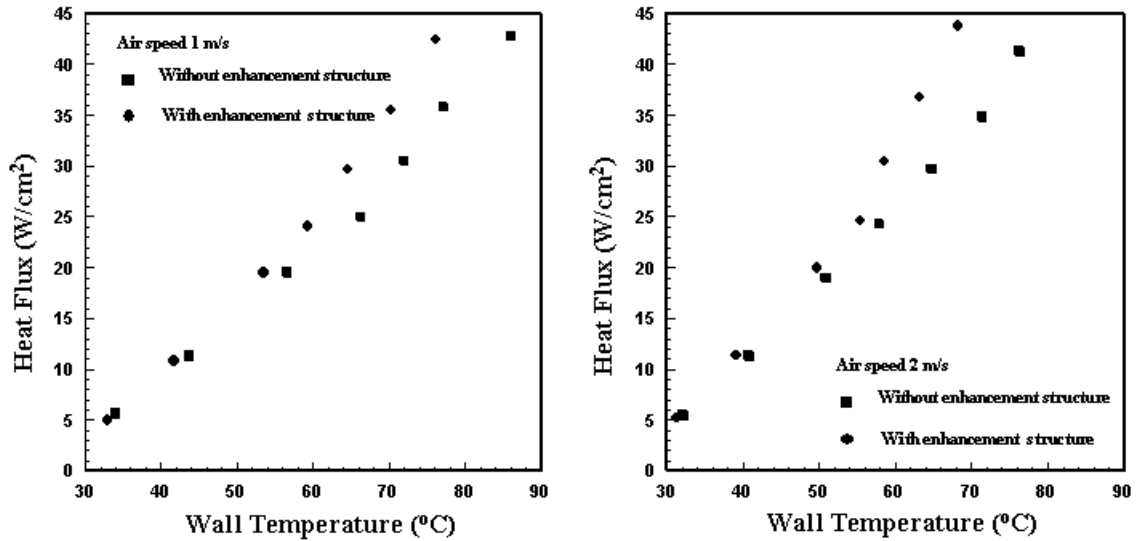 45
40
35
30
25
20
15
10
5
0
Heat Flux (W/cm²)
Air speed 1 m/s
Without enhancement structure
With enhancement structure
30 40 50 60 70 80 90
Wall Temperature (⁰C)
45
40
35
30
25
20
15
10
5
0
Heat Flux (W/cm²)
Air speed 2 m/s
Without enhancement structure
With enhancement structure
30 40 50 60 70 80 90
Wall Temperature (⁰C)